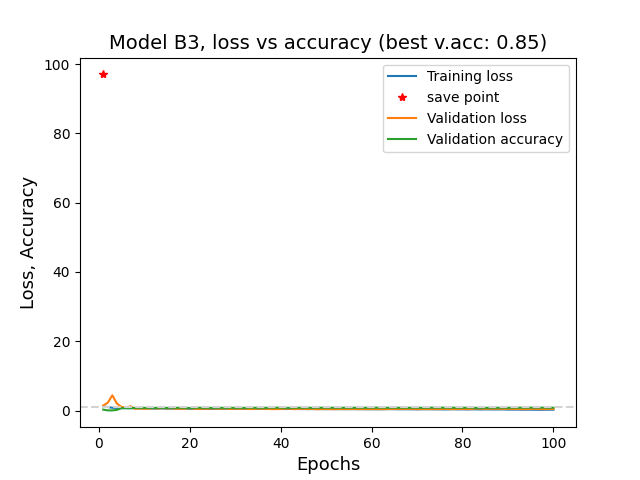 Model B3, loss vs accuracy (best v.acc: 0.85)
100
80
60
40
20
0
Loss, Accuracy
Training loss
save point
Validation loss
Validation accuracy
0 20 40 60 80 100
Epochs